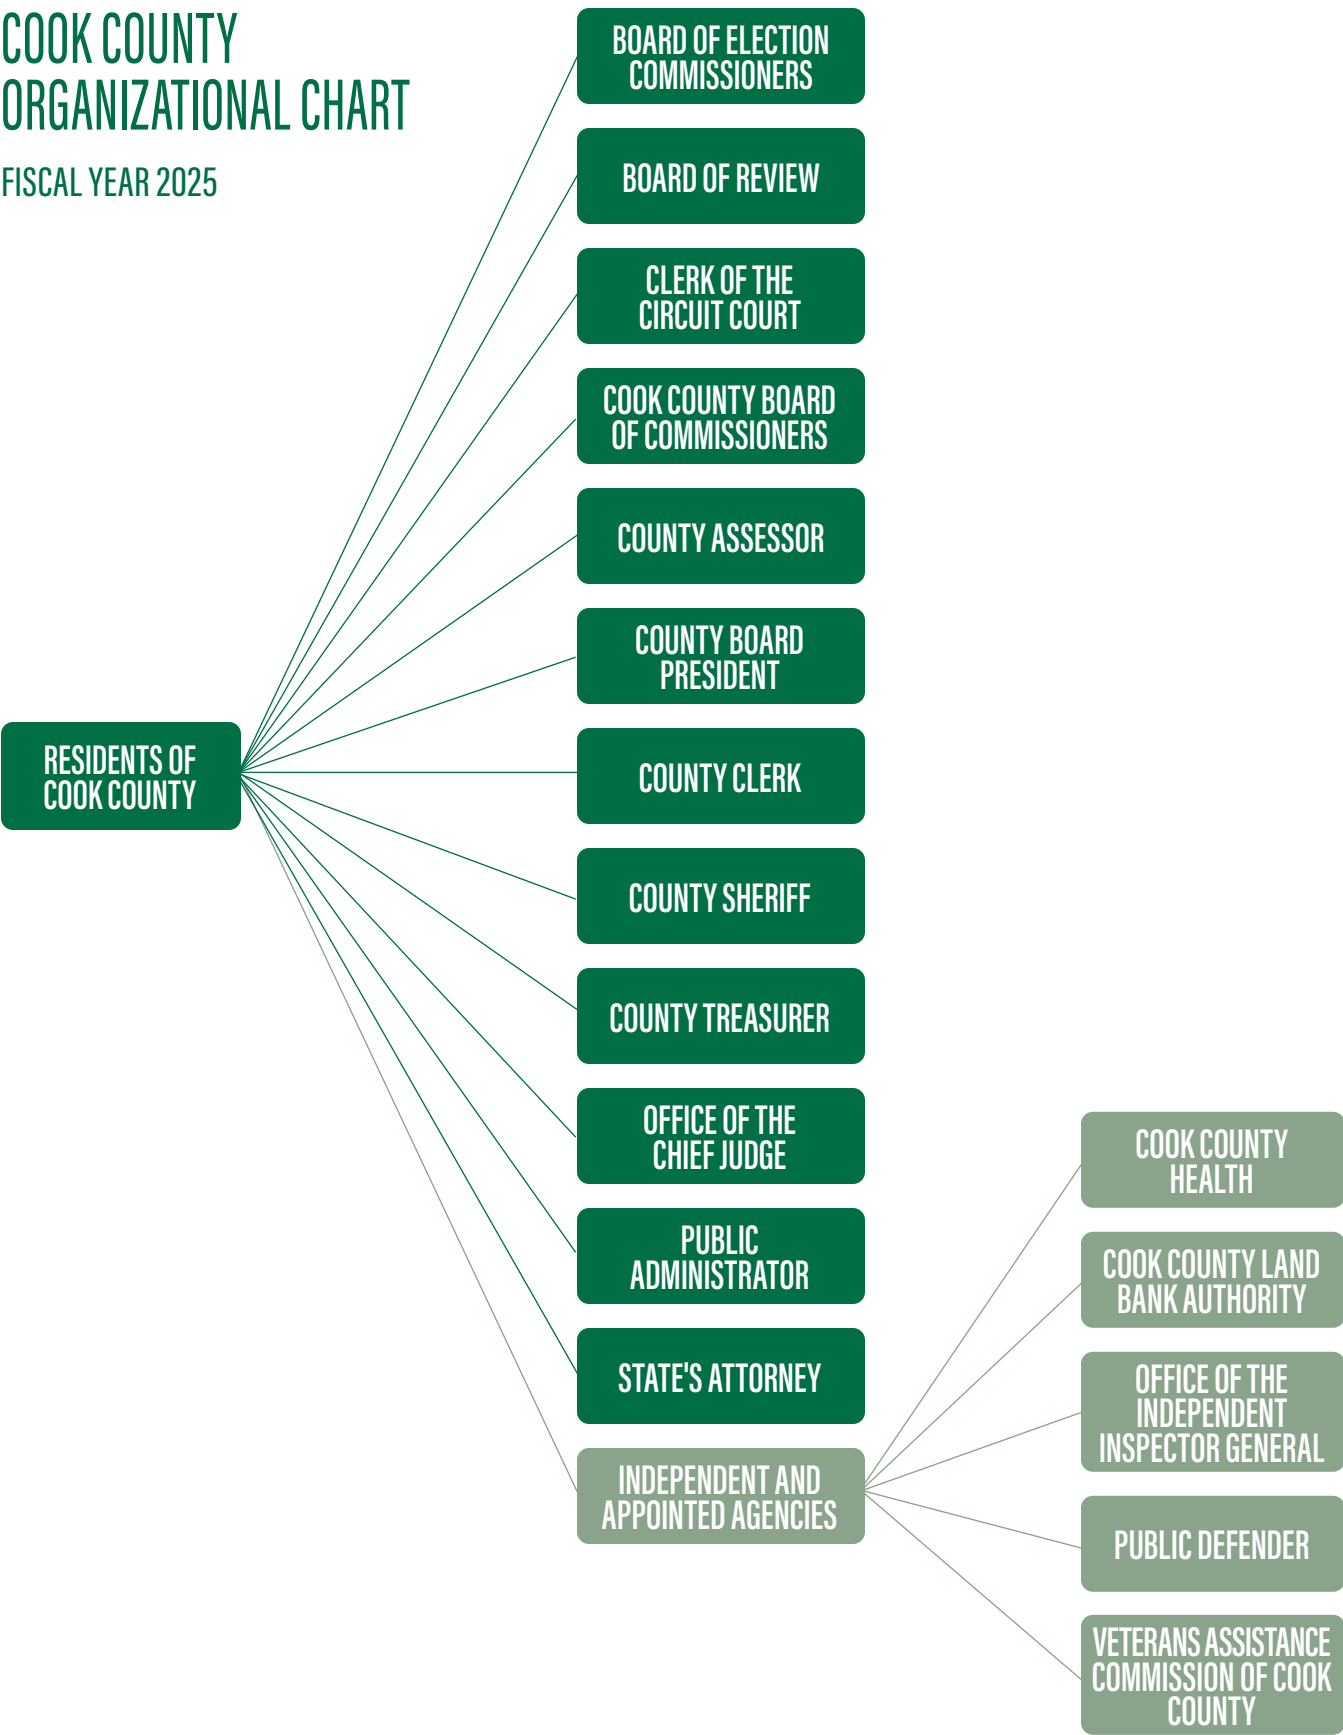 COOK COUNTY
ORGANIZATIONAL CHART
FISCAL YEAR 2025
BOARD OF ELECTION
COMMISSIONERS
BOARD OF REVIEW
CLERK OF THE
CIRCUIT COURT
COOK COUNTY BOARD
OF COMMISSIONERS
COUNTY ASSESSOR
COUNTY BOARD
PRESIDENT
RESIDENTS OF
COOK COUNTY
COUNTY CLERK
COUNTY SHERIFF
COUNTY TREASURER
OFFICE OF THE
CHIEF JUDGE
PUBLIC
ADMINISTRATOR
STATE'S ATTORNEY
INDEPENDENT AND
APPOINTED AGENCIES
COOK COUNTY
HEALTH
COOK COUNTY LAND
BANK AUTHORITY
OFFICE OF THE
INDEPENDENT
INSPECTOR GENERAL
PUBLIC DEFENDER
VETERANS ASSISTANCE
COMMISSION OF COOK
COUNTY